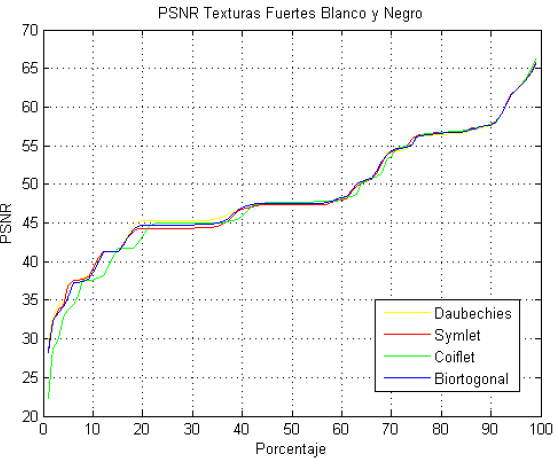 PSNR Texturas Fuertes Blanco y Negro
70
65
60
55
50
45
40
35
30
25
20
PSNR
0 10 20 30 40 50 60 70 80 90 100
Porcentaje
Daubechies
Symlet
Coiflet
Biortogonal